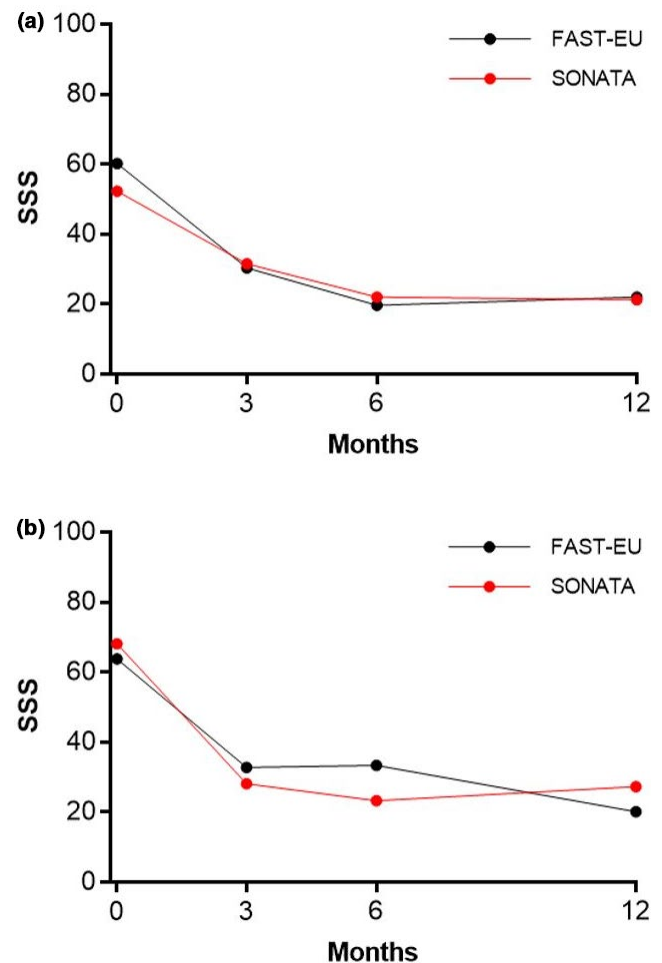 (a)
100
80
60
40
20
0
SSS
FAST-EU
SONATA
0 3 6 12
Months
(b)
100
80
60
40
20
0
SSS
FAST-EU
SONATA
0 3 6 12
Months